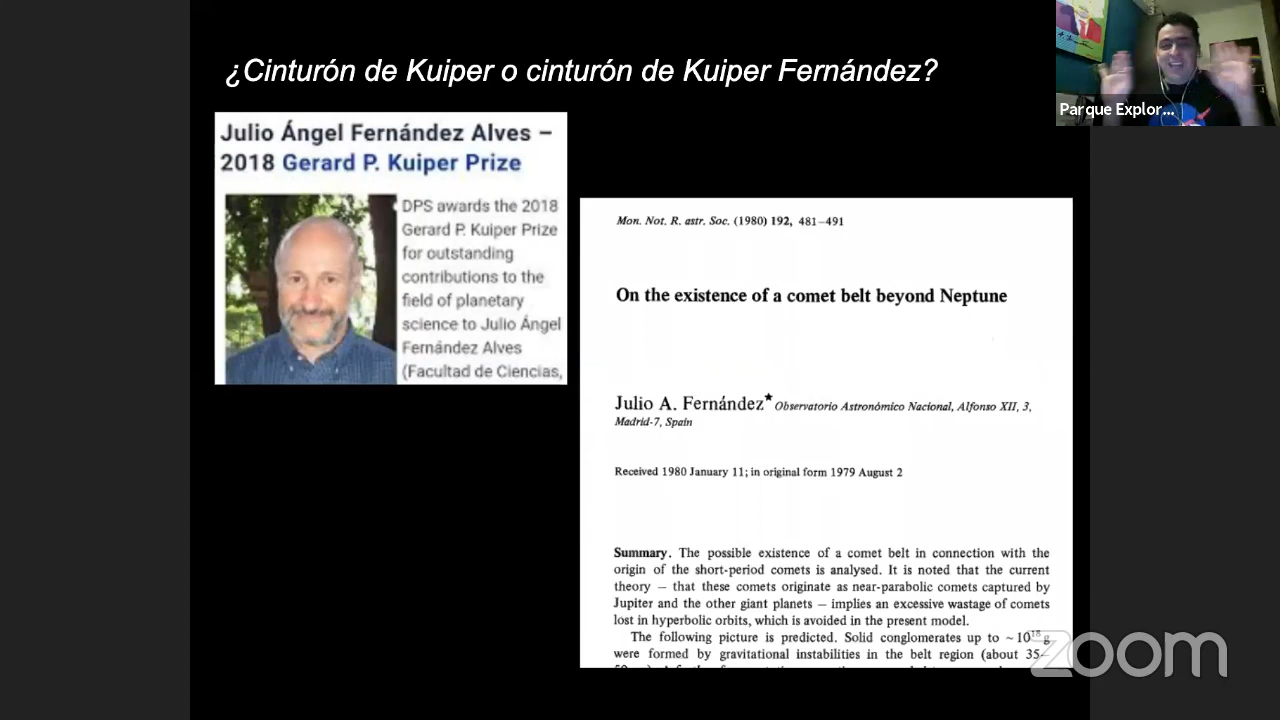 ¿Cinturón de Kuiper o cinturón de Kuiper Fernández?
Parque Explor...
Julio Ángel Fernández Alves –
2018 Gerard P. Kuiper Prize
DPS awards the 2018
Gerard P. Kuiper Prize
for outstanding
contributions to the
field of planetary
science to Julio Ángel
Fernández Alves
(Facultad de Ciencias,
Mon. Not. R. astr. Soc. (1980) 192, 481–491
On the existence of a comet belt beyond Neptune
Julio A. Fernández★ Observatorio Astronómico Nacional, Alfonso XII, 3,
Madrid-7, Spain
Received 1980 January 11; in original form 1979 August 2
Summary. The possible existence of a comet belt in connection with the
origin of the short-period comets is analysed. It is noted that the current
theory – that these comets originate as near-parabolic comets captured by
Jupiter and the other giant planets – implies an excessive wastage of comets
lost in hyperbolic orbits, which is avoided in the present model.
The following picture is predicted. Solid conglomerates up to ~10¹⁸ g
were formed by gravitational instabilities in the belt region (about 35–
zoom